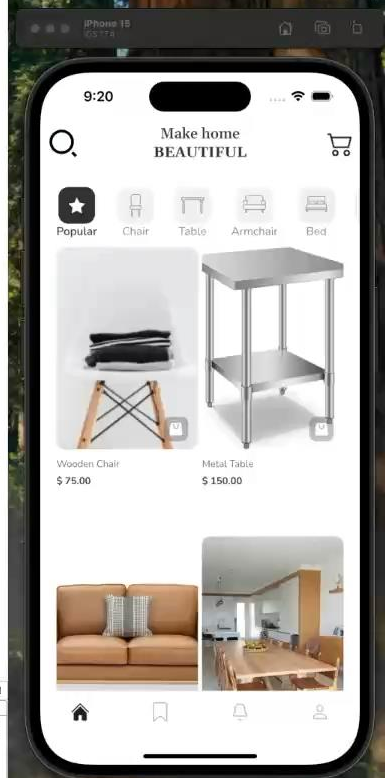 iPhone 15
9:20
Make home
BEAUTIFUL
Popular Chair Table Armchair Bed
Wooden Chair Metal Table
$ 75.00 $ 150.00